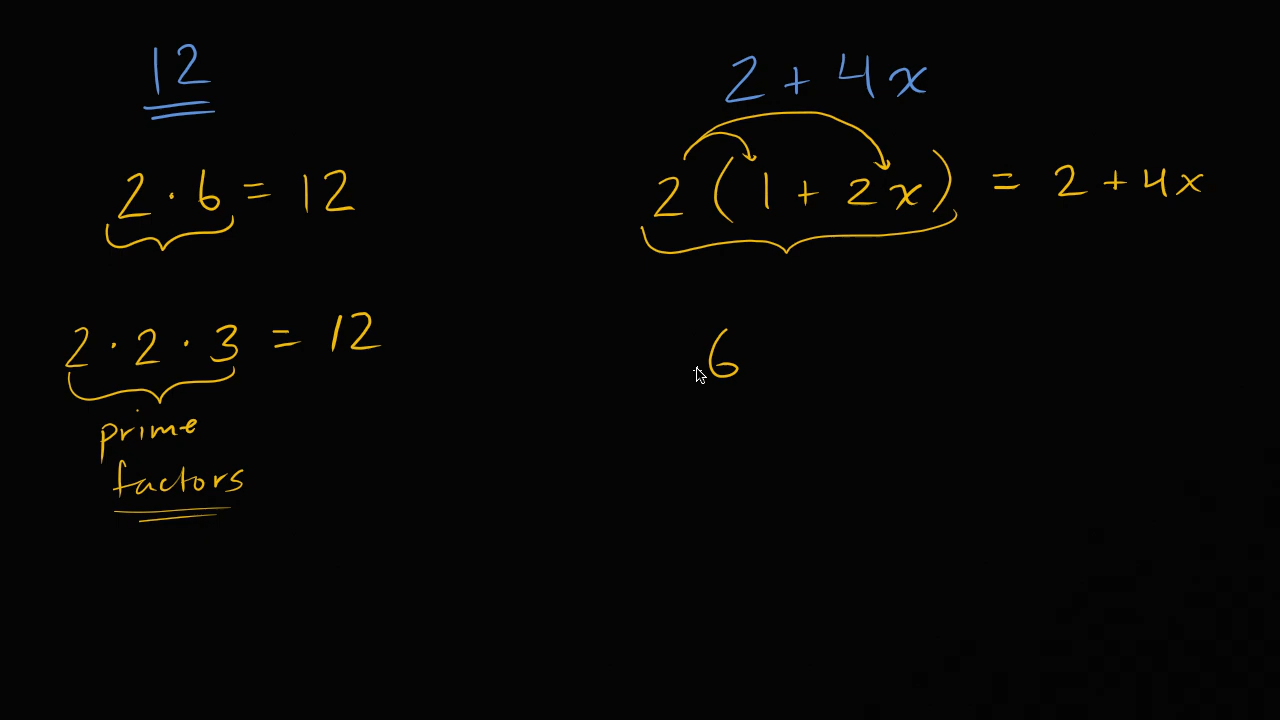 12
2 · 6 = 12
2 · 2 · 3 = 12
prime
factors
2 + 4x
2 (1 + 2x) = 2 + 4x
6